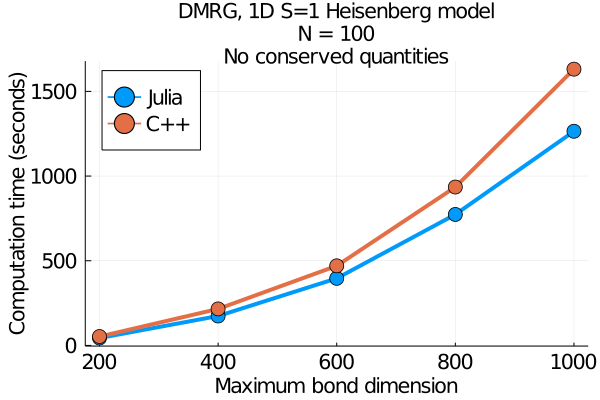 DMRG, 1D S=1 Heisenberg model
N = 100
No conserved quantities
Julia
C++
Computation time (seconds)
1500
1000
500
0
200 400 600 800 1000
Maximum bond dimension